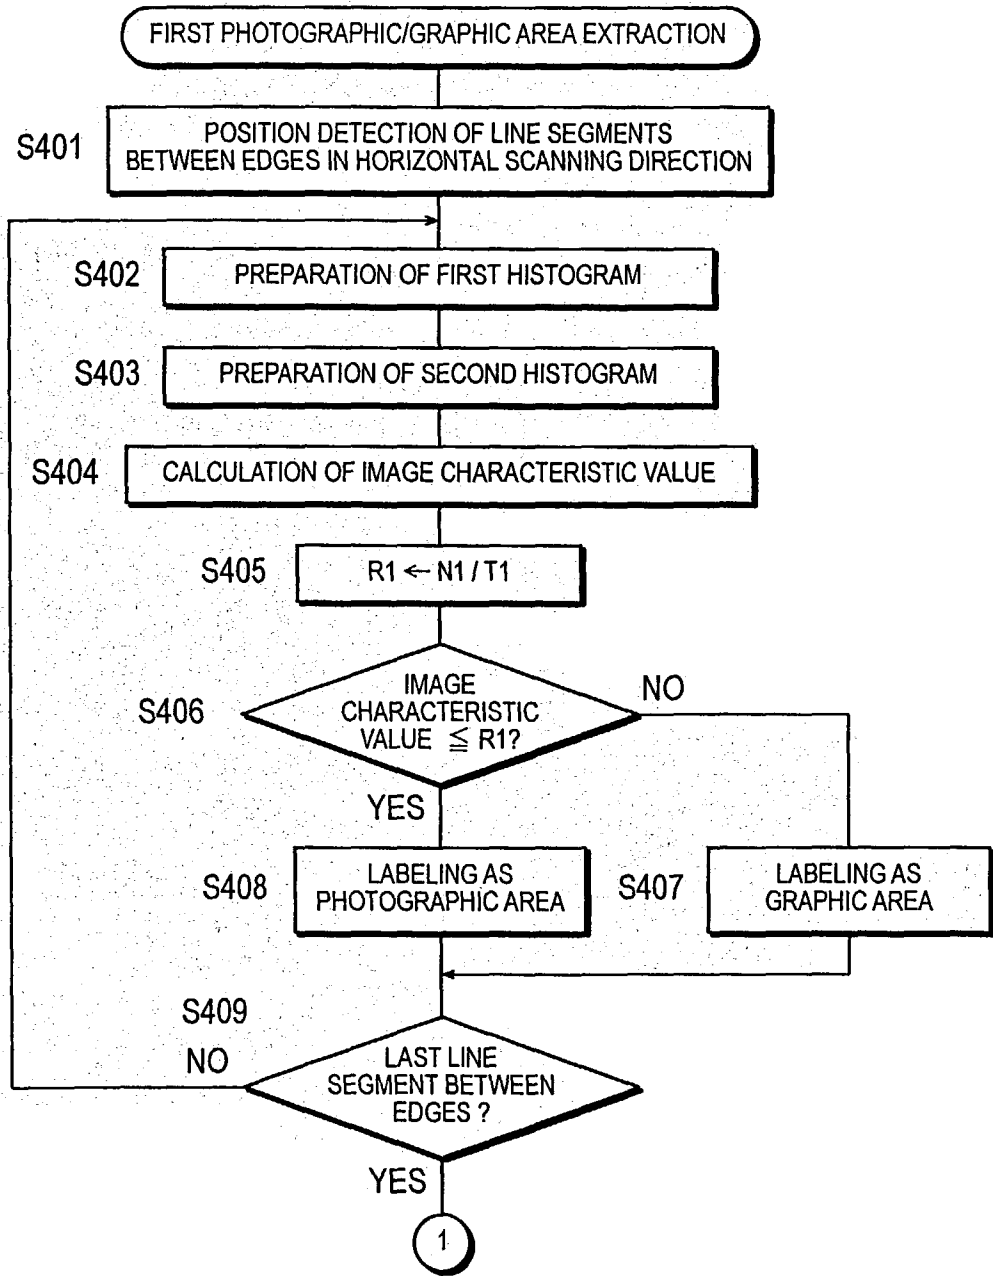 FIRST PHOTOGRAPHIC/GRAPHIC AREA EXTRACTION
S401
POSITION DETECTION OF LINE SEGMENTS
BETWEEN EDGES IN HORIZONTAL SCANNING DIRECTION
S402
PREPARATION OF FIRST HISTOGRAM
S403
PREPARATION OF SECOND HISTOGRAM
S404
CALCULATION OF IMAGE CHARACTERISTIC VALUE
S405
R1 ← N1 / T1
S406
IMAGE
CHARACTERISTIC
VALUE ≦ R1?
NO
YES
S408
LABELING AS
PHOTOGRAPHIC AREA
S407
LABELING AS
GRAPHIC AREA
S409
NO
LAST LINE
SEGMENT BETWEEN
EDGES ?
YES
1